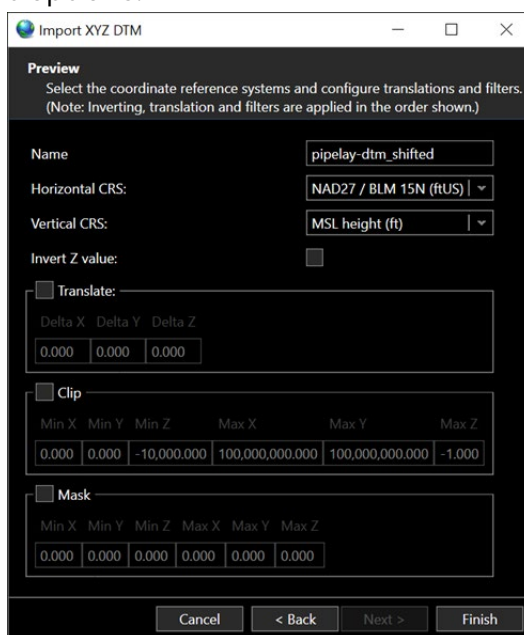 Import XYZ DTM
Preview
Select the coordinate reference systems and configure translations and filters.
(Note: Inverting, translation and filters are applied in the order shown.)
Name pipelay-dtm_shifted
Horizontal CRS: NAD27 / BLM 15N (ftUS)
Vertical CRS: MSL height (ft)
Invert Z value:
Translate:
Delta X Delta Y Delta Z
0.000 0.000 0.000
Clip
Min X Min Y Min Z Max X Max Y Max Z
0.000 0.000 -10,000.000 100,000,000.000 100,000,000.000 -1.000
Mask
Min X Min Y Min Z Max X Max Y Max Z
0.000 0.000 0.000 0.000 0.000 0.000
Cancel < Back Next > Finish